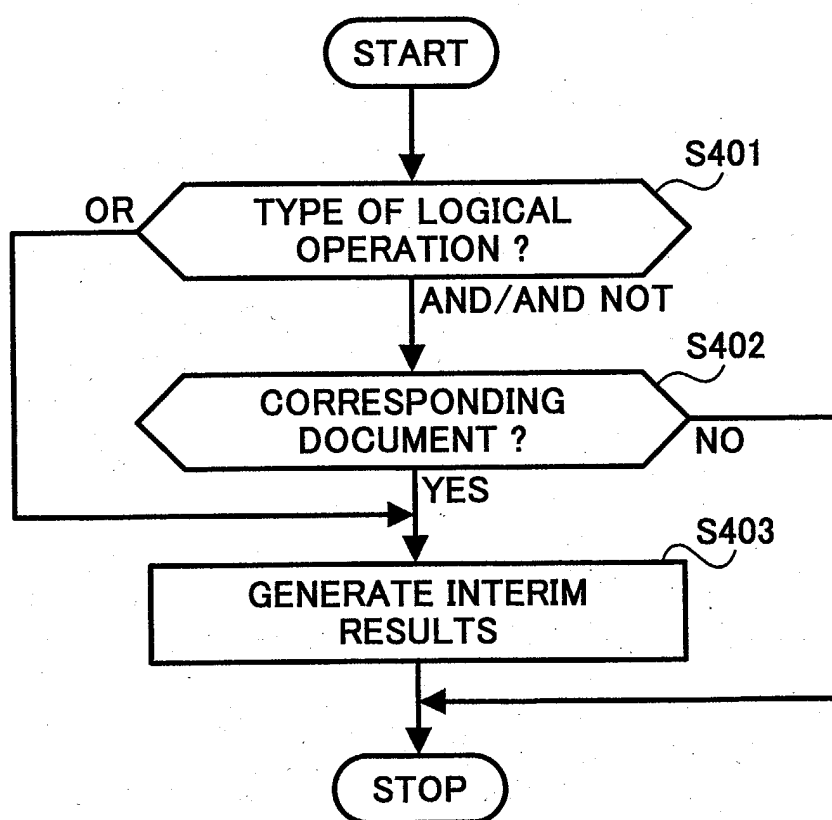 START
S401
OR
TYPE OF LOGICAL
OPERATION ?
AND/AND NOT
S402
CORRESPONDING
DOCUMENT ?
NO
YES
S403
GENERATE INTERIM
RESULTS
STOP